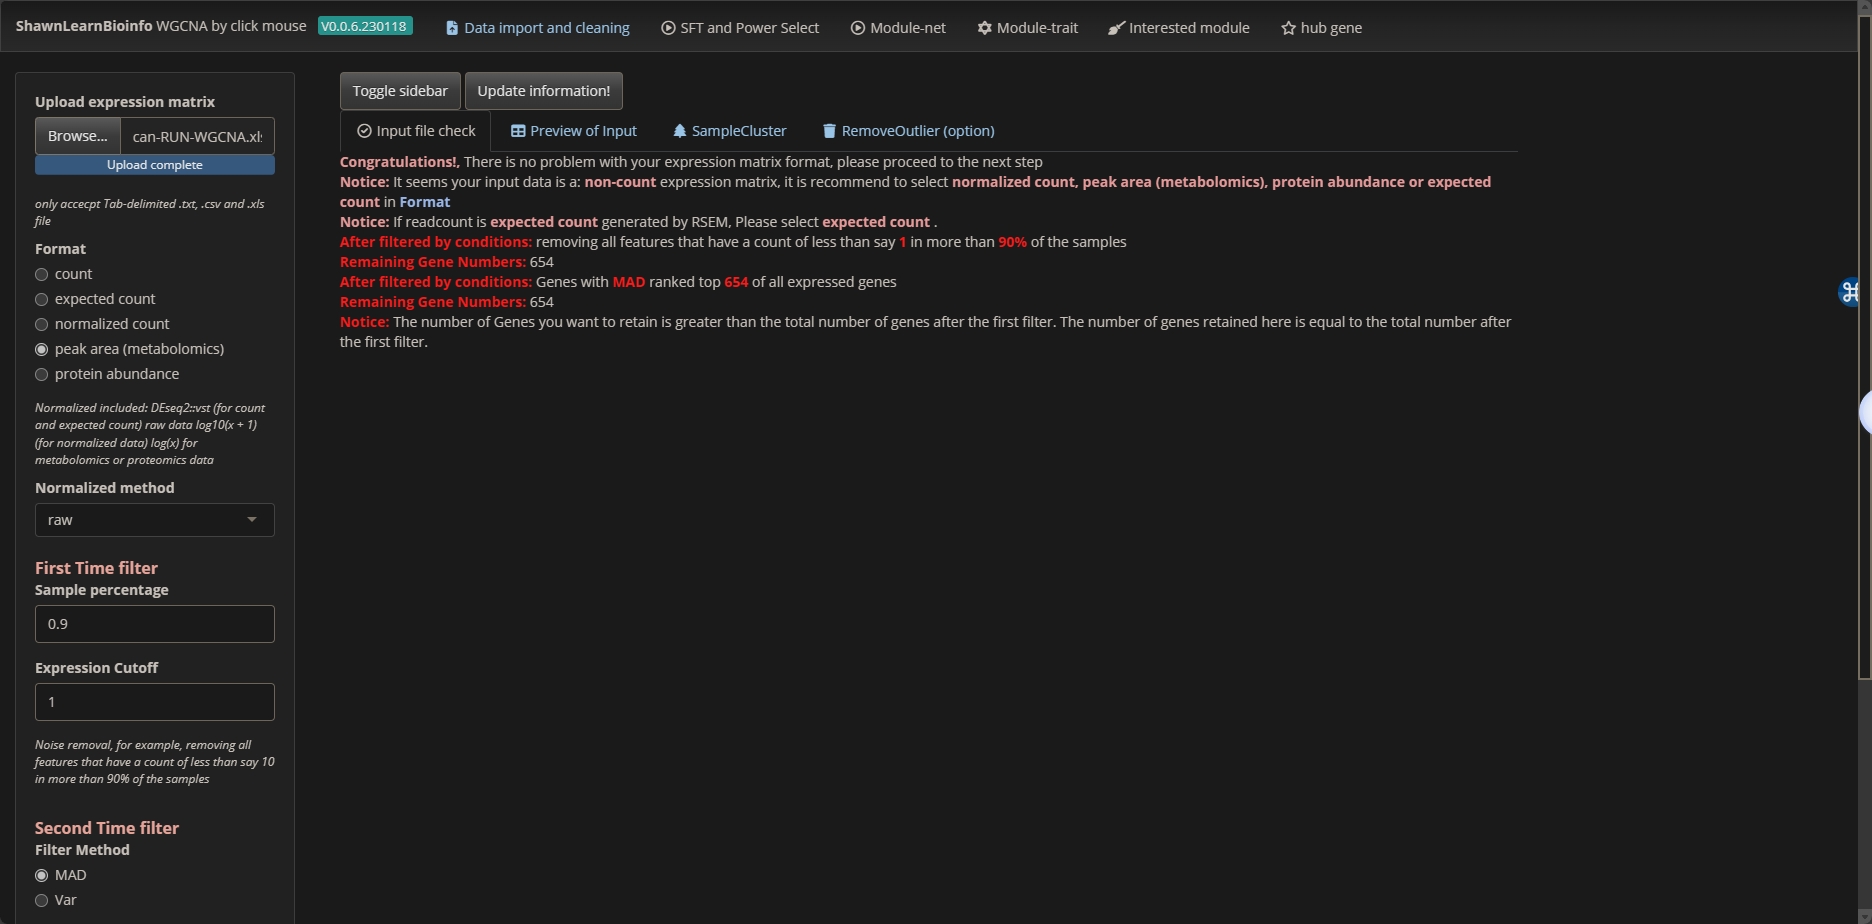 ShawnLearnBioinfo WGCNA by click mouse V0.0.6.230118 Data import and cleaning SFT and Power Select Module-net Module-trait Interested module hub gene
Upload expression matrix
Browse... can-RUN-WGCNA.xl
Upload complete
only accecpt Tab-delimited .txt, .csv and .xls
file
Format
count
expected count
normalized count
peak area (metabolomics)
protein abundance
Normalized included: DEseq2::vst (for count
and expected count) raw data log10(x + 1)
(for normalized data) log(x) for
metabolomics or proteomics data
Normalized method
raw
First Time filter
Sample percentage
0.9
Expression Cutoff
1
Noise removal, for example, removing all
features that have a count of less than say 10
in more than 90% of the samples
Second Time filter
Filter Method
MAD
Var
Toggle sidebar Update information!
Input file check Preview of Input SampleCluster RemoveOutlier (option)
Congratulations!, There is no problem with your expression matrix format, please proceed to the next step
Notice: It seems your input data is a: non-count expression matrix, it is recommend to select normalized count, peak area (metabolomics), protein abundance or expected
count in Format
Notice: If readcount is expected count generated by RSEM, Please select expected count .
After filtered by conditions: removing all features that have a count of less than say 1 in more than 90% of the samples
Remaining Gene Numbers: 654
After filtered by conditions: Genes with MAD ranked top 654 of all expressed genes
Remaining Gene Numbers: 654
Notice: The number of Genes you want to retain is greater than the total number of genes after the first filter. The number of genes retained here is equal to the total number after
the first filter.